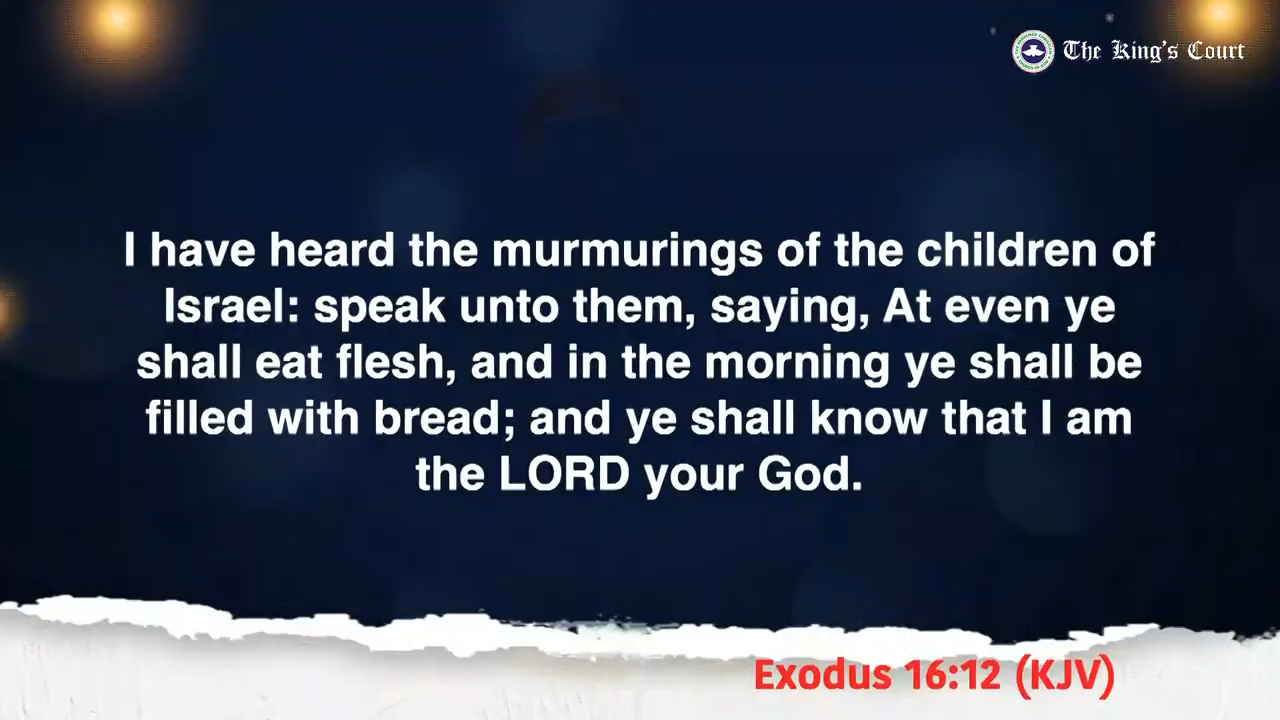 The King's Court
I have heard the murmurings of the children of
Israel: speak unto them, saying, At even ye
shall eat flesh, and in the morning ye shall be
filled with bread; and ye shall know that I am
the LORD your God.
Exodus 16:12 (KJV)